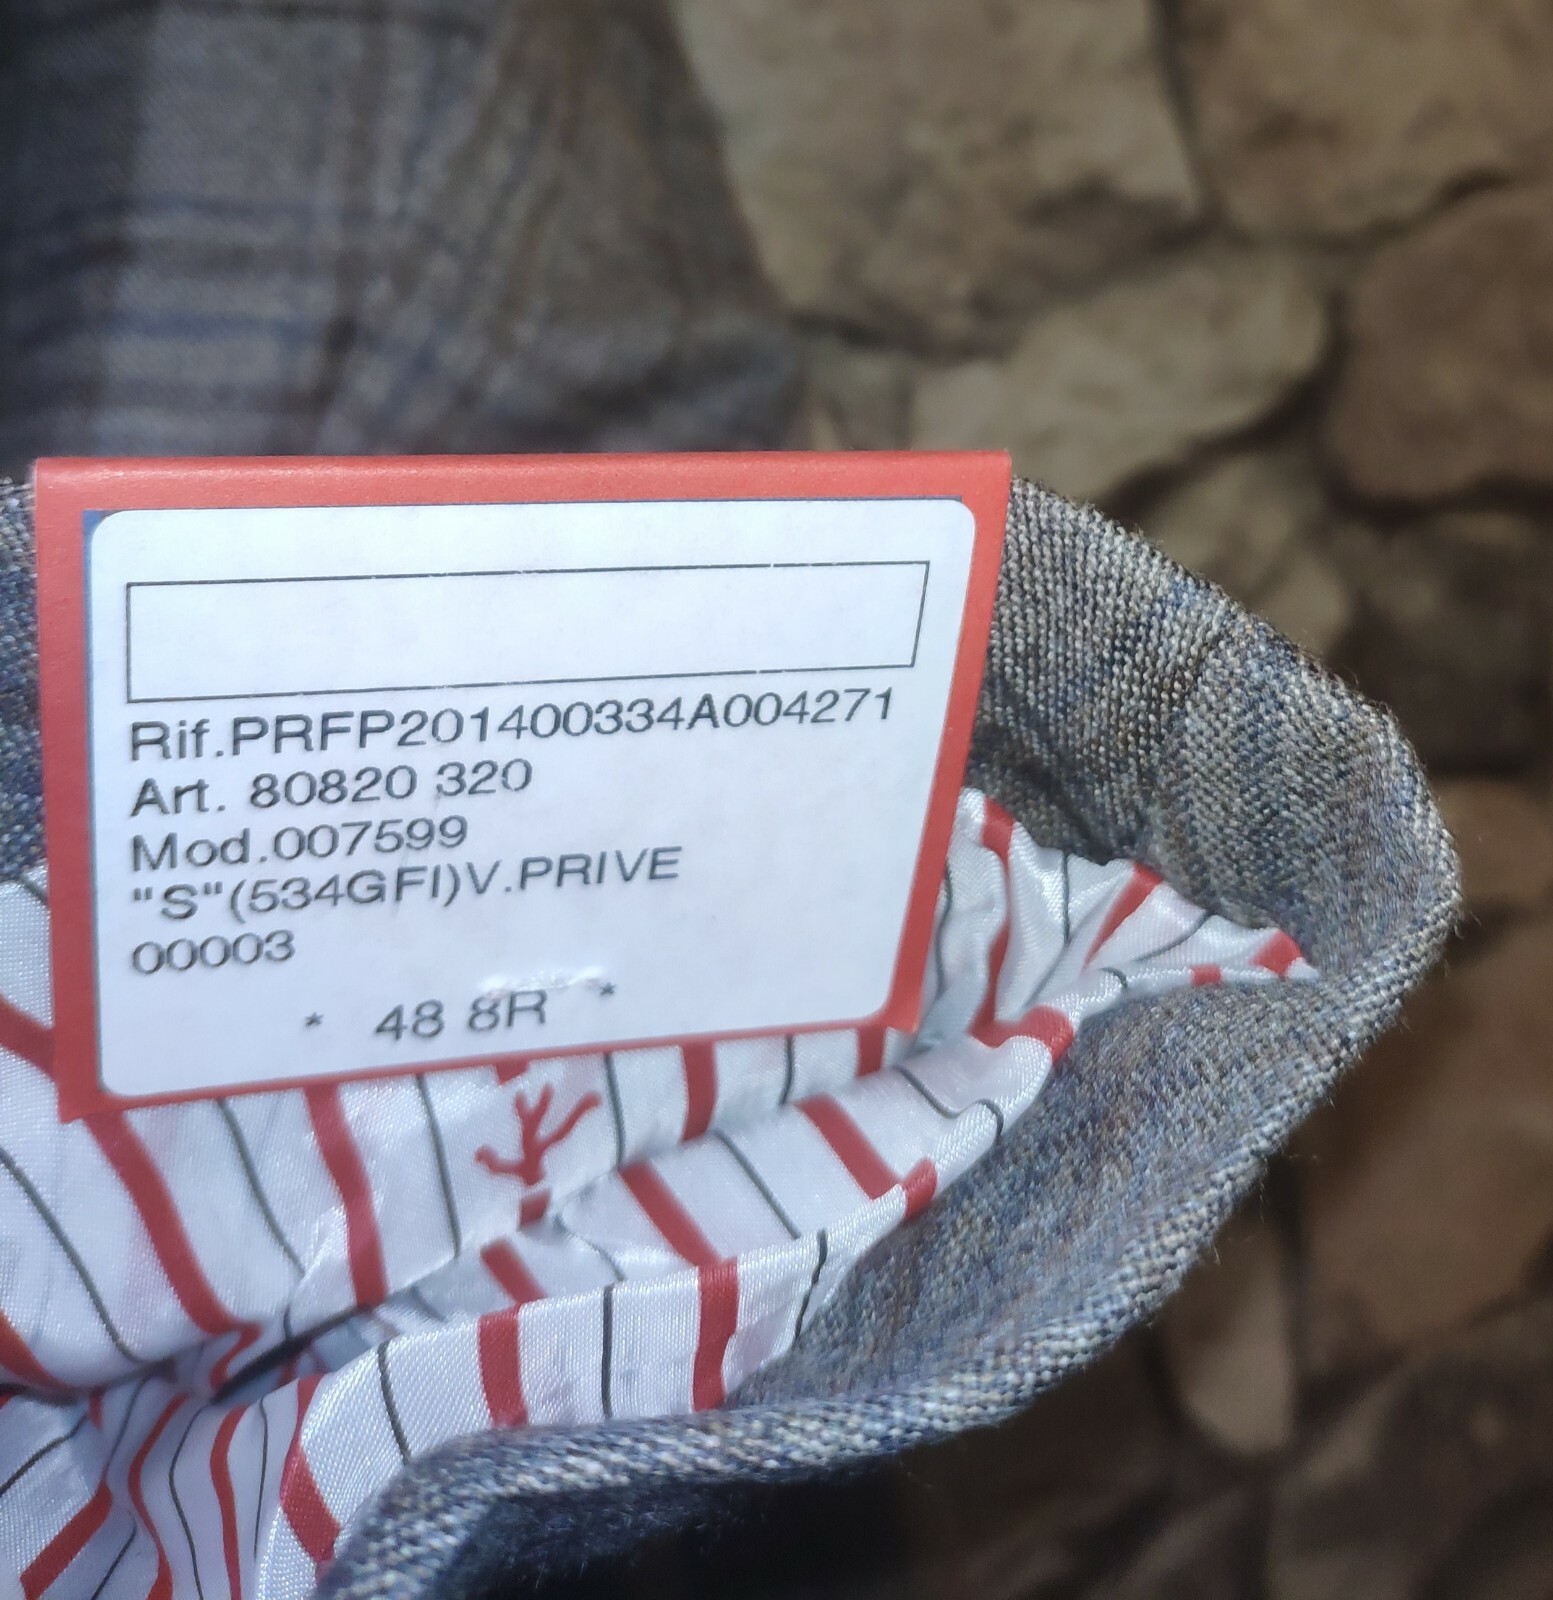 Rif.PRFP201400334A004271
Art. 80820 320
Mod.007599
"S"(534GFI)V.PRIVE
00003
* 48 8R *